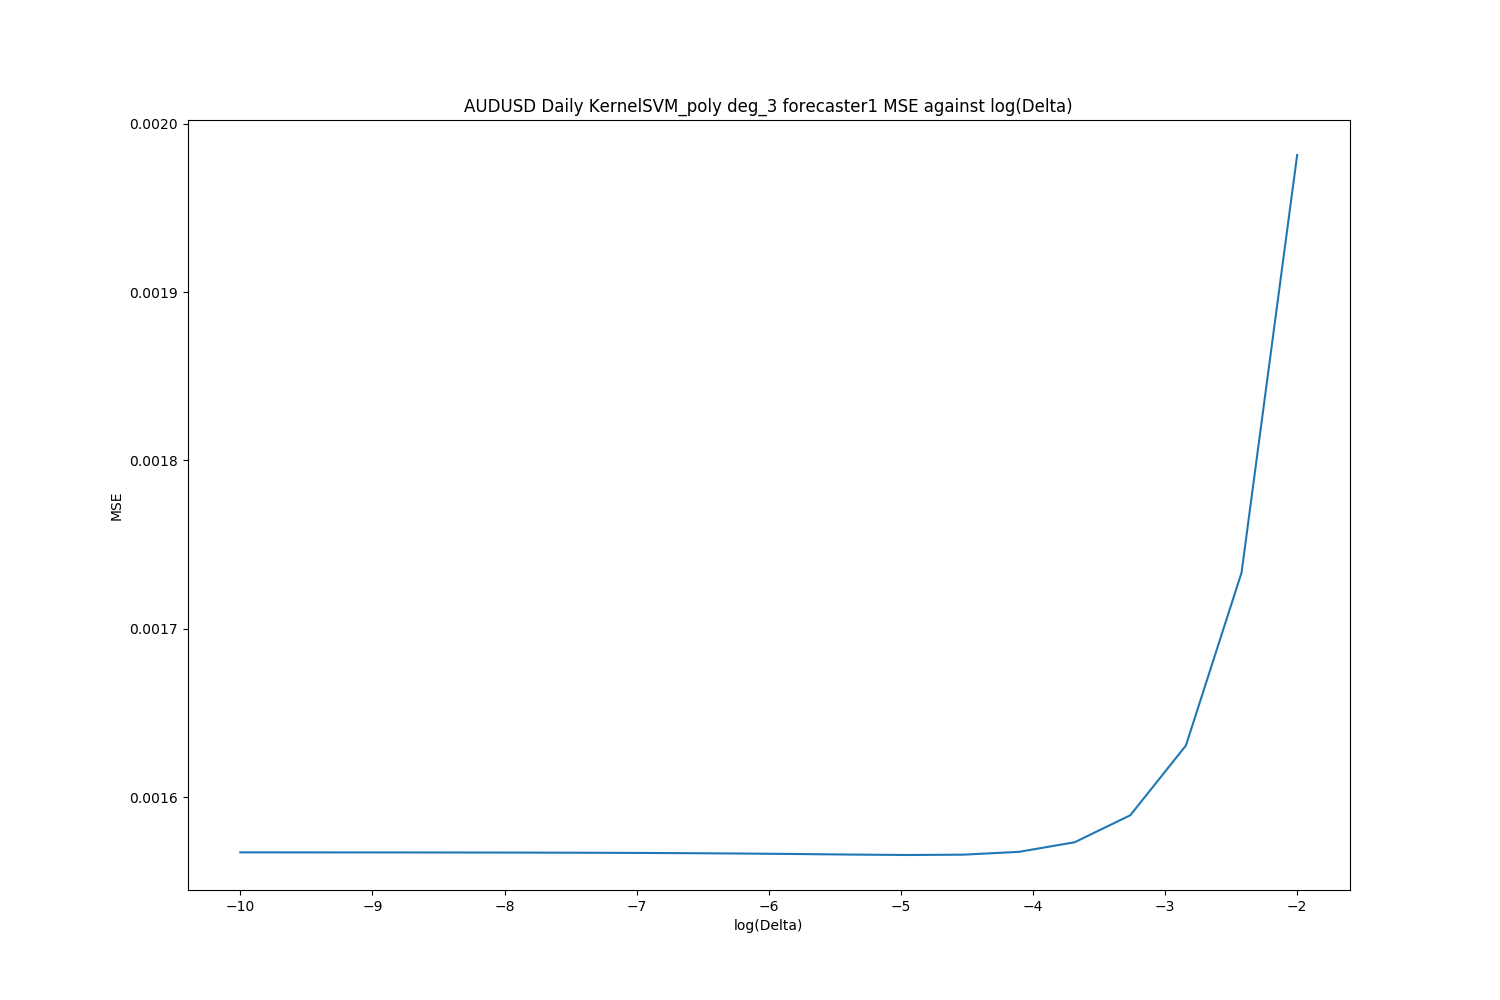 AUDUSD Daily KernelSVM_poly deg_3 forecaster1 MSE against log(Delta)
0.0020
0.0019
0.0018
0.0017
0.0016
MSE
−10 −9 −8 −7 −6 −5 −4 −3 −2
log(Delta)